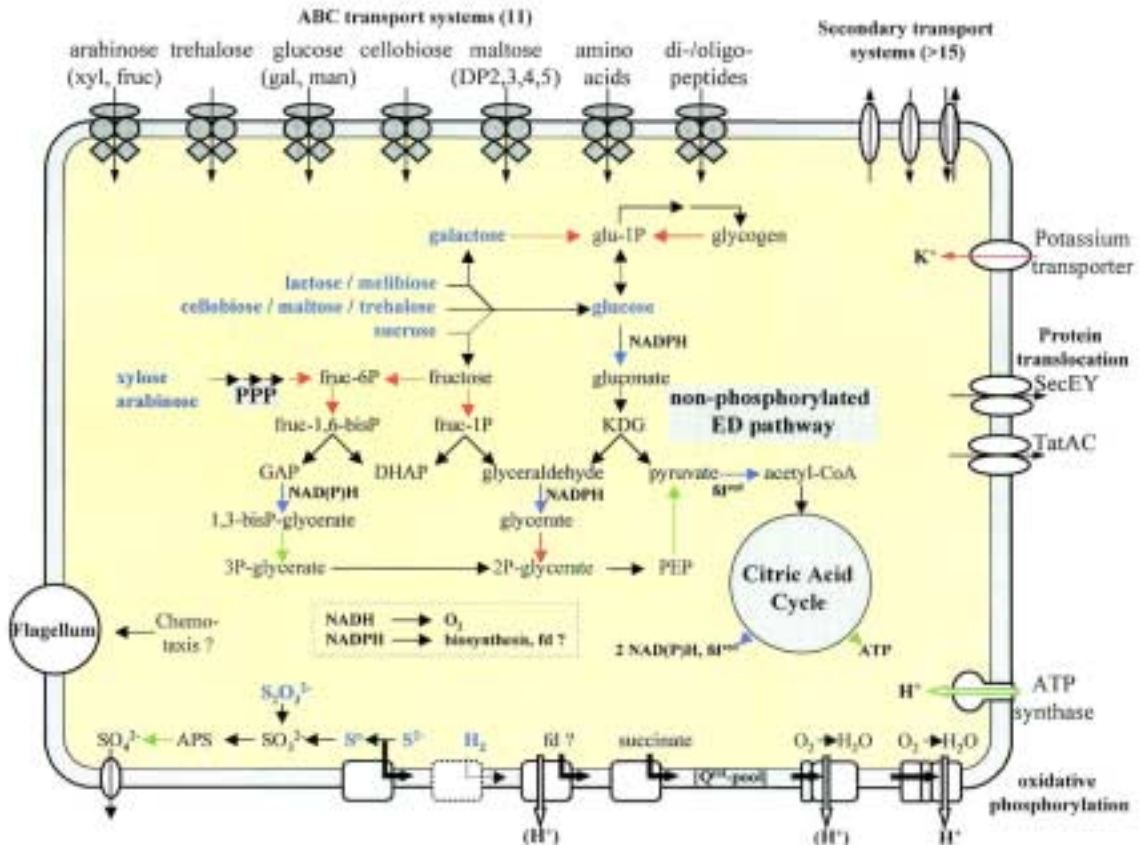 ABC transport systems (11)
Secondary transport
systems (>15)
arabinose trehalose glucose cellobiose maltose amino di-/oligo-
(xyl, fruc) (gal, man) (DP2,3,4,5) acids peptides
galactose glu-1P glycogen
K⁺ Potassium
transporter
lactose / melibiose
cellobiose / maltose / trehalose glucose
sucrose
NADPH
Protein
translocation
xylose PPP fruc-6P fructose gluconate
arabinose
SecEY
non-phosphorylated
ED pathway
fruc-1,6-bisP fruc-1P KDG
TatAC
GAP DHAP glyceraldehyde pyruvate acetyl-CoA
NAD(P)H NADPH fdʳᵉᵈ
1,3-bisP-glycerate glycerate
3P-glycerate 2P-glycerate PEP
Citric Acid
Cycle
NADH O₂
NADPH biosynthesis, fd ?
Flagellum Chemo-
taxis ?
2 NAD(P)H, fdʳᵉᵈ ATP
H⁺ ATP
synthase
S₂O₃²⁻
SO₄²⁻ APS SO₃²⁻ S⁰ S²⁻ H₂ fd ? succinate O₂ H₂O O₂ H₂O
[Qʳᵉᵈ-pool]
oxidative
phosphorylation
(H⁺) (H⁺) H⁺